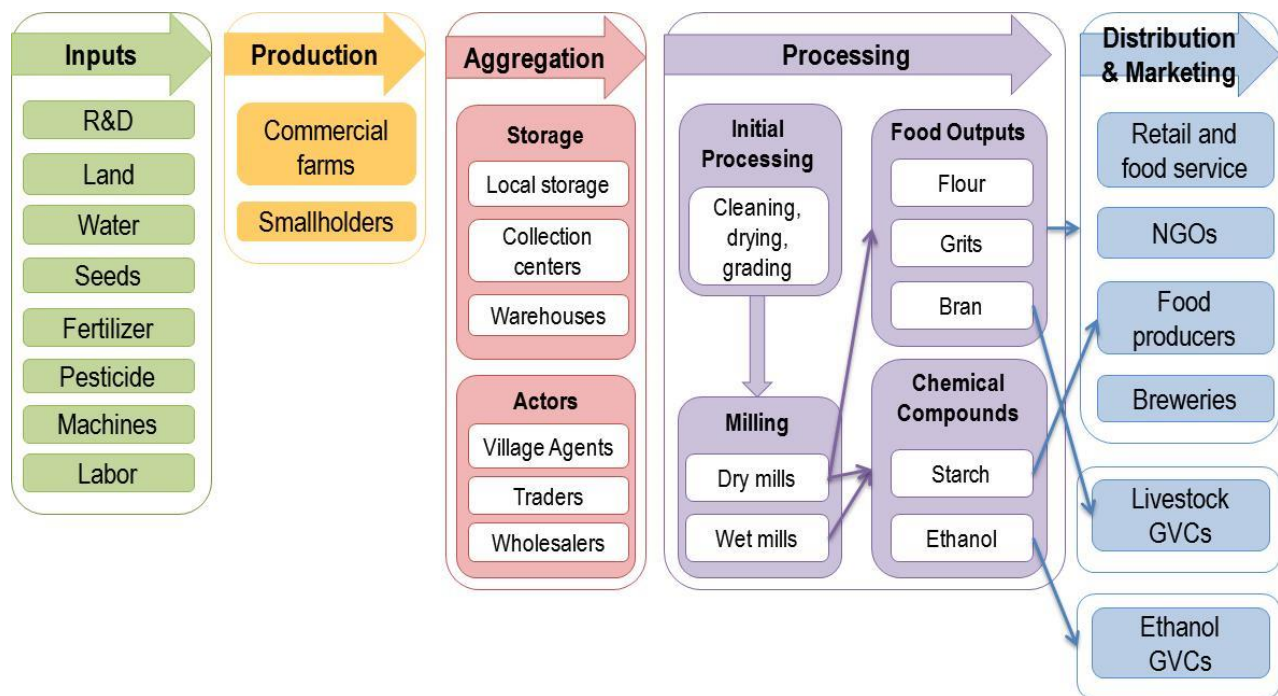 Inputs
R&D
Land
Water
Seeds
Fertilizer
Pesticide
Machines
Labor
Production
Commercial
farms
Smallholders
Aggregation
Storage
Local storage
Collection
centers
Warehouses
Actors
Village Agents
Traders
Wholesalers
Processing
Initial
Processing
Cleaning,
drying,
grading
Milling
Dry mills
Wet mills
Food Outputs
Flour
Grits
Bran
Chemical
Compounds
Starch
Ethanol
Distribution
& Marketing
Retail and
food service
NGOs
Food
producers
Breweries
Livestock
GVCs
Ethanol
GVCs